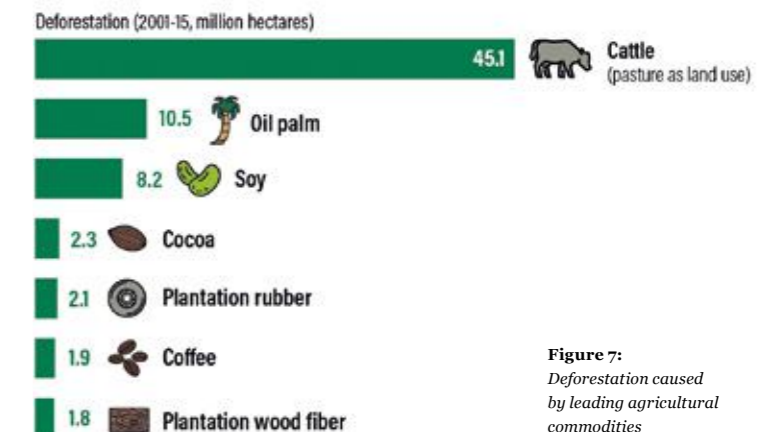 Deforestation (2001-15, million hectares)
45.1 Cattle
(pasture as land use)
10.5 Oil palm
8.2 Soy
2.3 Cocoa
2.1 Plantation rubber
1.9 Coffee
1.8 Plantation wood fiber
Figure 7:
Deforestation caused
by leading agricultural
commodities